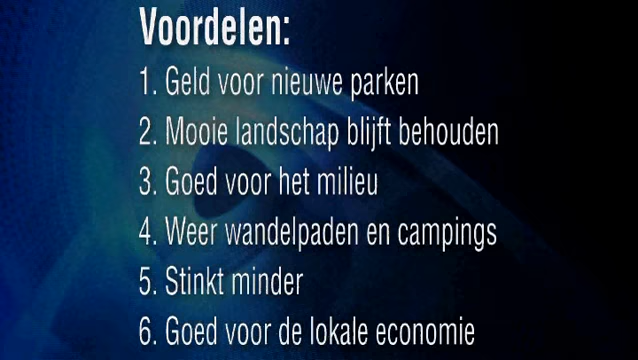 Voordelen:
1. Geld voor nieuwe parken
2. Mooie landschap blijft behouden
3. Goed voor het milieu
4. Weer wandelpaden en campings
5. Stinkt minder
6. Goed voor de lokale economie